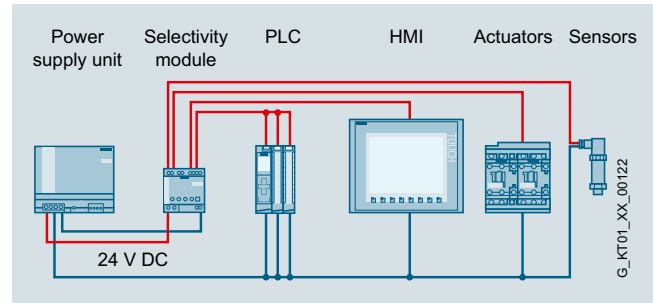 Power
supply unit
Selectivity
module
PLC
HMI
Actuators
Sensors
24 V DC
G_KT01_XX_00122